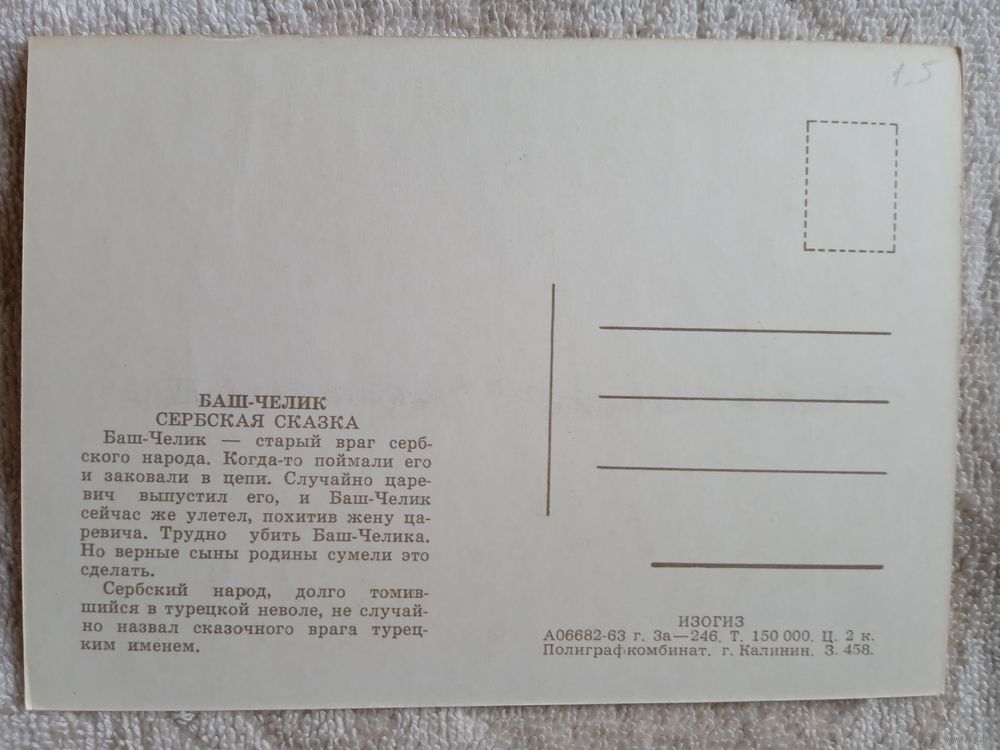 1,5
БАШ-ЧЕЛИК
СЕРБСКАЯ СКАЗКА
Баш-Челик — старый враг серб-
ского народа. Когда-то поймали его
и заковали в цепи. Случайно царе-
вич выпустил его, и Баш-Челик
сейчас же улетел, похитив жену ца-
ревича. Трудно убить Баш-Челика.
Но верные сыны родины сумели это
сделать.
Сербский народ, долго томив-
шийся в турецкой неволе, не случай-
но назвал сказочного врага турец-
ким именем.
ИЗОГИЗ
А06682-63 г. За—246. Т. 150 000. Ц. 2 к.
Полиграфкомбинат. г. Калинин. З. 458.